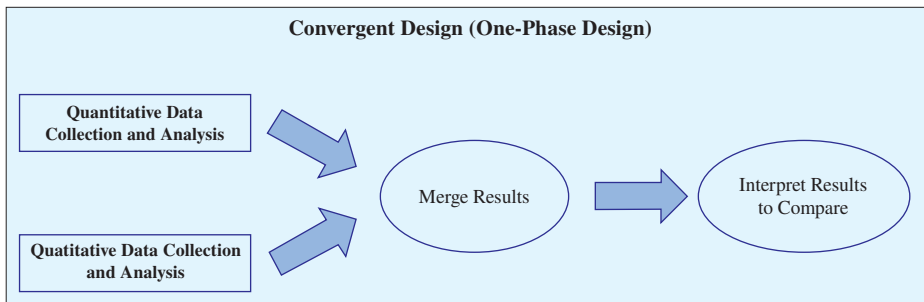 Convergent Design (One-Phase Design)
Quantitative Data
Collection and Analysis
Quatitative Data Collection
and Analysis
Merge Results
Interpret Results
to Compare